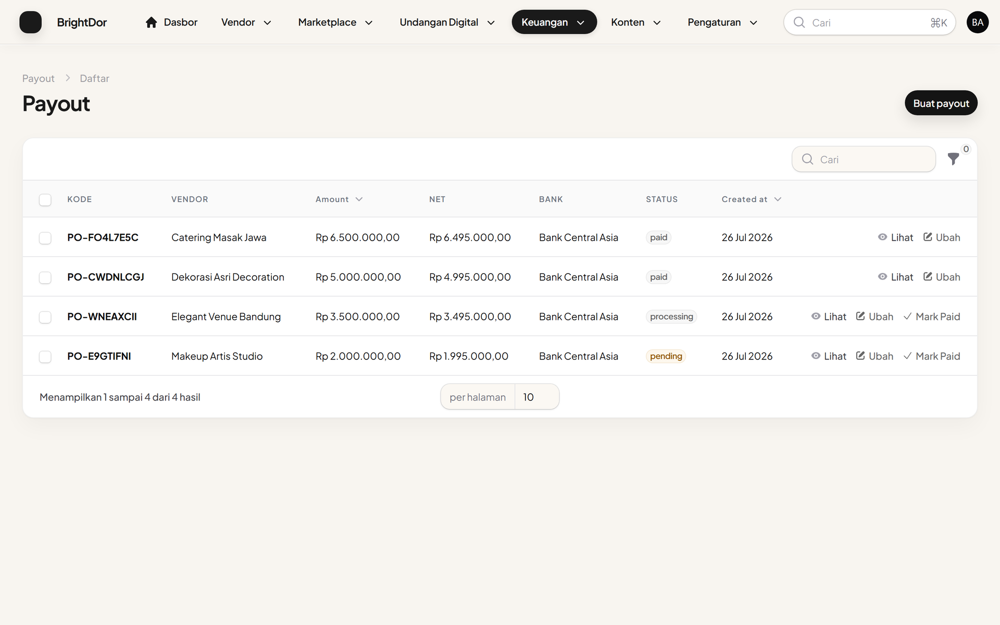 BrightDor Dasbor Vendor Marketplace Undangan Digital Keuangan Konten Pengaturan Cari ⌘K BA
Payout Daftar
Payout
Buat payout
Cari 0
KODE VENDOR Amount NET BANK STATUS Created at
PO-FO4L7E5C Catering Masak Jawa Rp 6.500.000,00 Rp 6.495.000,00 Bank Central Asia paid 26 Jul 2026 Lihat Ubah
PO-CWDNLCGJ Dekorasi Asri Decoration Rp 5.000.000,00 Rp 4.995.000,00 Bank Central Asia paid 26 Jul 2026 Lihat Ubah
PO-WNEAXCII Elegant Venue Bandung Rp 3.500.000,00 Rp 3.495.000,00 Bank Central Asia processing 26 Jul 2026 Lihat Ubah Mark Paid
PO-E9GTIFNI Makeup Artis Studio Rp 2.000.000,00 Rp 1.995.000,00 Bank Central Asia pending 26 Jul 2026 Lihat Ubah Mark Paid
Menampilkan 1 sampai 4 dari 4 hasil per halaman 10